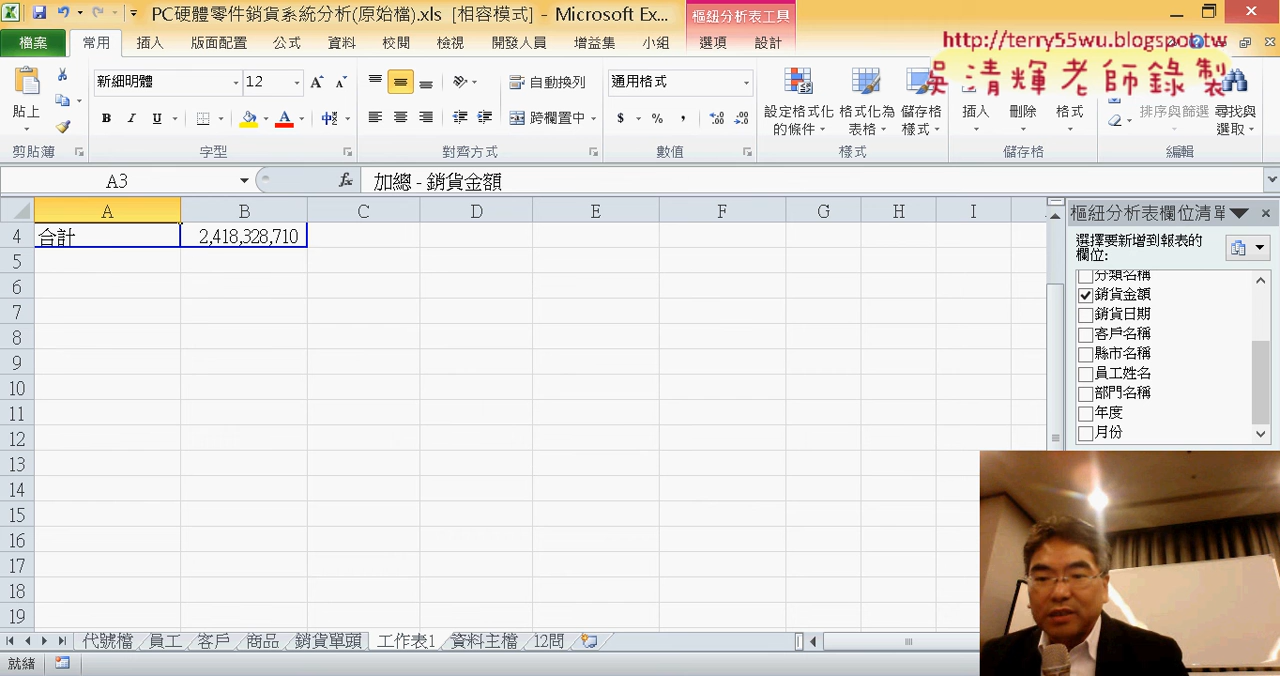 PC硬體零件銷貨系統分析(原始檔).xls [相容模式] - Microsoft Ex...
樞紐分析表工具
檔案 常用 插入 版面配置 公式 資料 校閱 檢視 開發人員 增益集 小組 選項 設計
http://terry55wu.blogspot.tw
吳清輝老師錄製
新細明體 12 自動換列 通用格式
貼上 跨欄置中
設定格式化的條件 格式化為表格 儲存格樣式 插入 刪除 格式 排序與篩選 尋找與選取
剪貼簿 字型 對齊方式 數值 樣式 儲存格 編輯
A3 fx 加總 - 銷貨金額
A B C D E F G H I
4 合計 2,418,328,710
5
6
7
8
9
10
11
12
13
14
15
16
17
18
19
樞紐分析表欄位清單
選擇要新增到報表的欄位:
分類名稱
銷貨金額
銷貨日期
客戶名稱
縣市名稱
員工姓名
部門名稱
年度
月份
代號檔 員工 客戶 商品 銷貨單頭 工作表1 資料主檔 12問
就緒